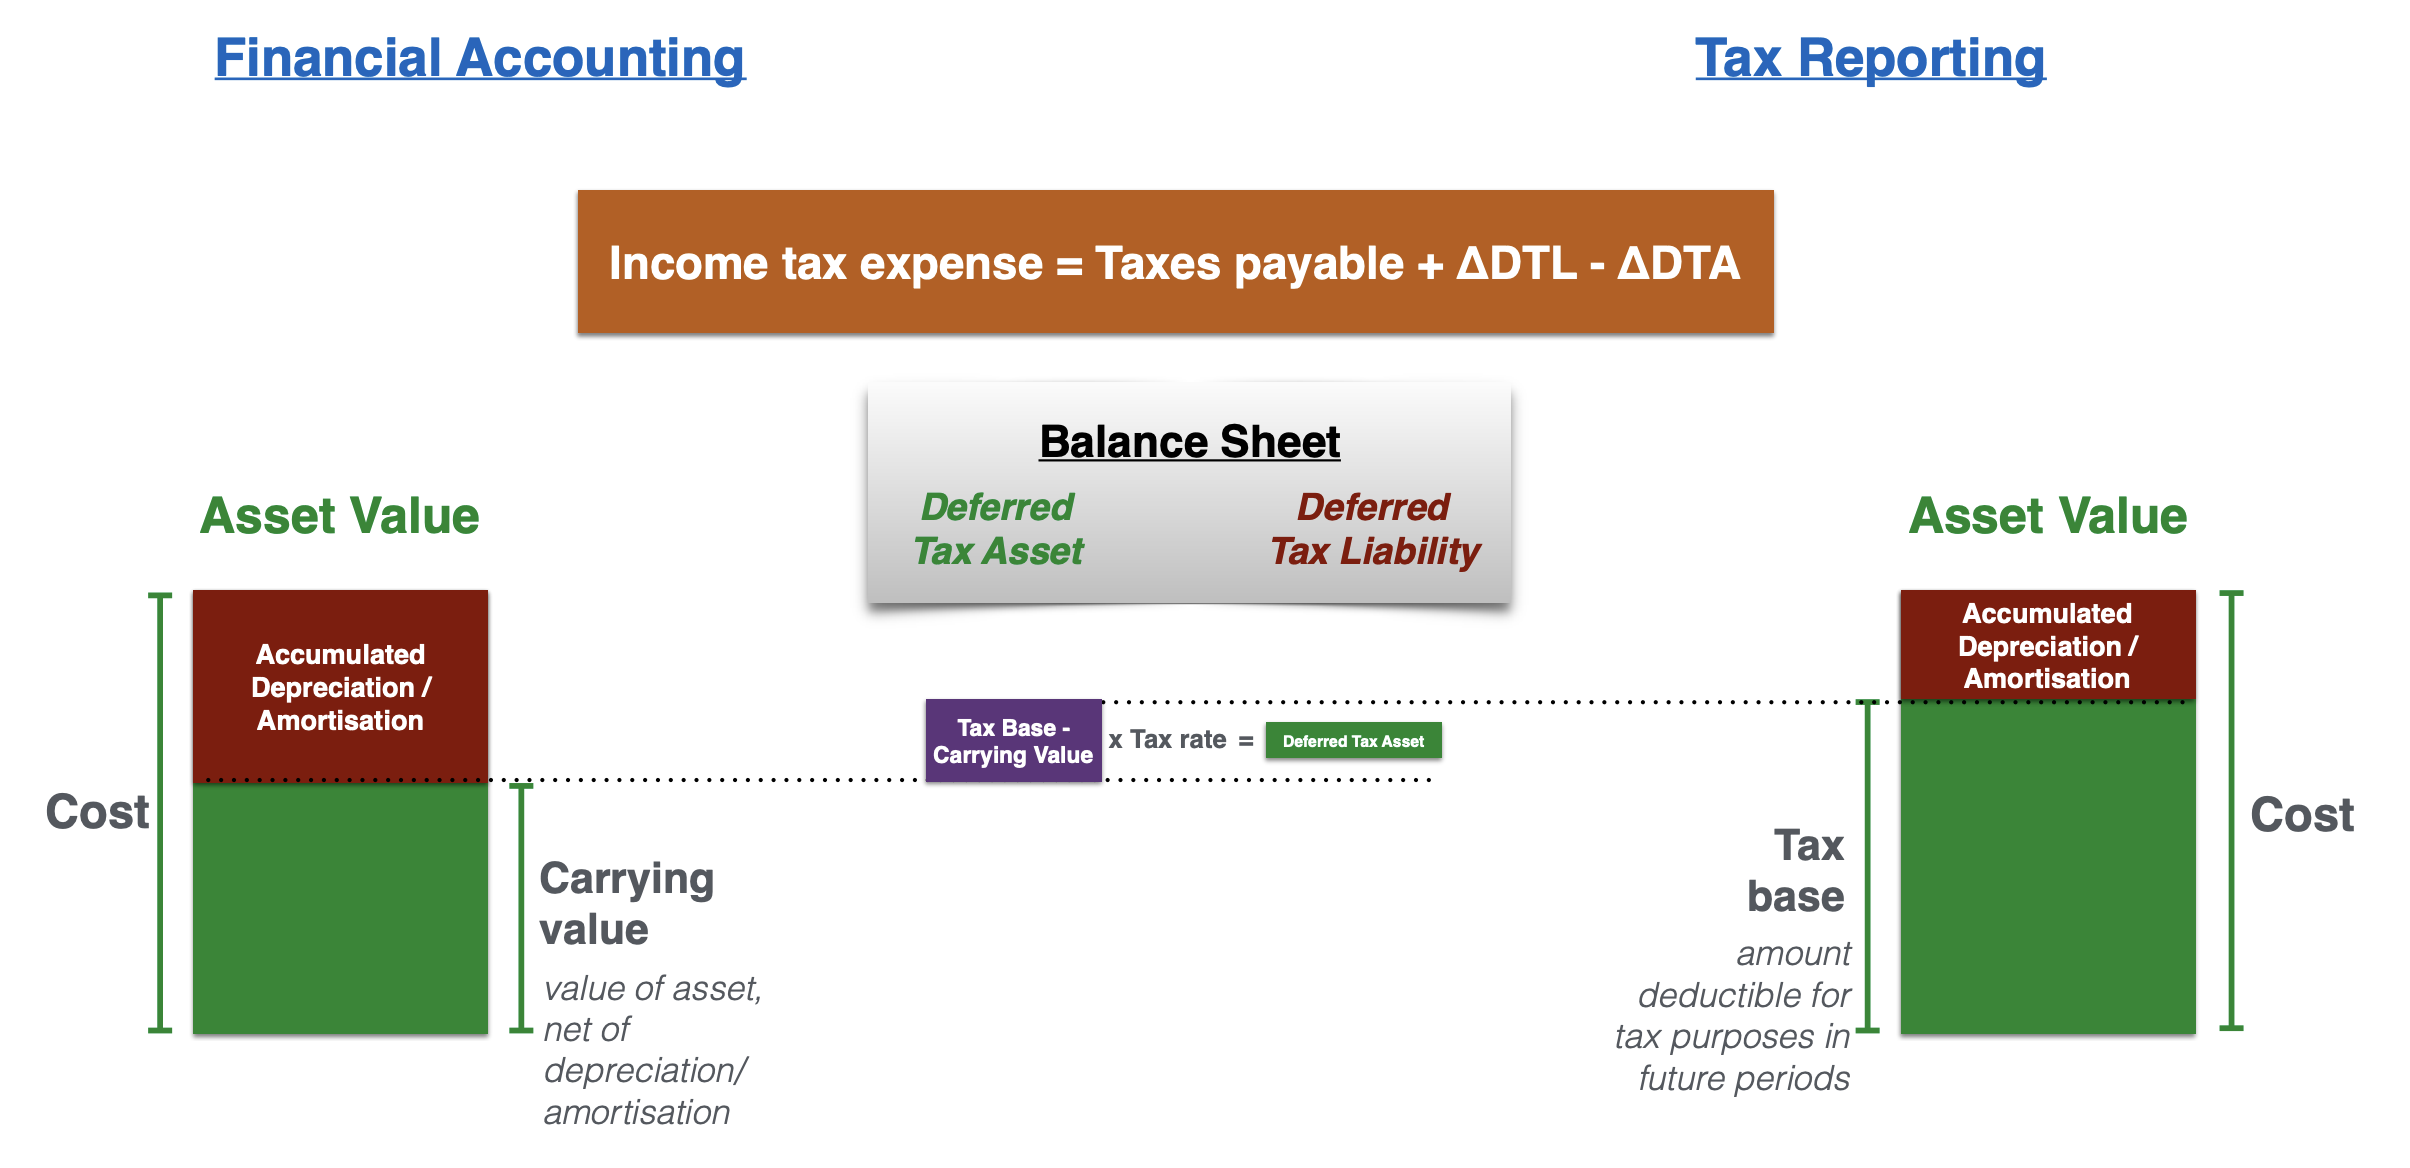 Financial Accounting
Tax Reporting
Income tax expense = Taxes payable + ΔDTL - ΔDTA
Balance Sheet
Deferred
Tax Asset
Deferred
Tax Liability
Asset Value
Asset Value
Accumulated
Depreciation /
Amortisation
Accumulated
Depreciation /
Amortisation
Tax Base -
Carrying Value
x Tax rate =
Deferred Tax Asset
Cost
Cost
Carrying
value
value of asset,
net of
depreciation/
amortisation
Tax
base
amount
deductible for
tax purposes in
future periods